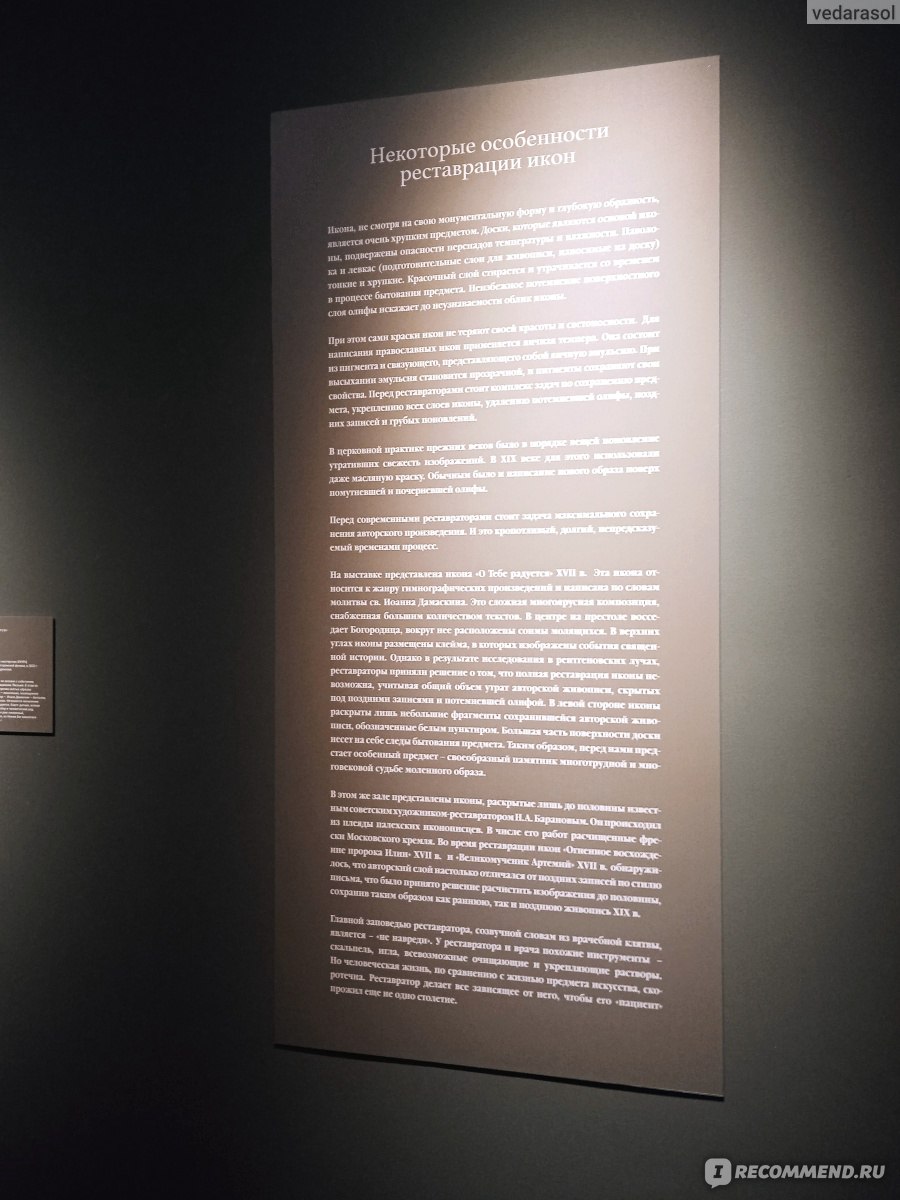 vedarasol
Некоторые особенности
реставрации икон
Икона, не смотря на свою монументальную форму и глубокую образность,
является очень хрупким предметом. Доски, которые являются основой ико-
ны, подвержены опасности перепадов температуры и влажности. Паволо-
ка и левкас (подготовительные слои для живописи, наносимые на доску)
тонкие и хрупкие. Красочный слой стирается и утрачивается со временем
в процессе бытования предмета. Неизбежное потемнение поверхностного
слоя олифы искажает до неузнаваемости облик иконы.
При этом сами краски икон не теряют своей красоты и светоносности. Для
написания православных икон применяется яичная темпера. Она состоит
из пигмента и связующего, представляющего собой яичную эмульсию. При
высыхании эмульсия становится прозрачной, и пигменты сохраняют свои
свойства. Перед реставраторами стоит комплекс задач по сохранению пред-
мета, укреплению всех слоев иконы, удалению потемневшей олифы, позд-
них записей и грубых поновлений.
В церковной практике прежних веков было в порядке вещей поновление
утративших свежесть изображений. В XIX веке для этого использовали
даже масляную краску. Обычным было и написание нового образа поверх
помутневшей и почерневшей олифы.
Перед современными реставраторами стоит задача максимального сохра-
нения авторского произведения. И это кропотливый, долгий, непредсказу-
емый временами процесс.
На выставке представлена икона «О Тебе радуется» XVII в. Эта икона от-
носится к жанру гимнографических произведений и написана по словам
молитвы св. Иоанна Дамаскина. Это сложная многоярусная композиция,
снабженная большим количеством текстов. В центре на престоле воссе-
дает Богородица, вокруг нее расположены сонмы молящихся. В верхних
углах иконы размещены клейма, в которых изображены события священ-
ной истории. Однако в результате исследования в рентгеновских лучах,
реставраторы приняли решение о том, что полная реставрация иконы не-
возможна, учитывая общий объем утрат авторской живописи, скрытых
под поздними записями и потемневшей олифой. В левой стороне иконы
раскрыты лишь небольшие фрагменты сохранившейся авторской живо-
писи, обозначенные белым пунктиром. Большая часть поверхности доски
несет на себе следы бытования предмета. Таким образом, перед нами пред-
стает особенный предмет – своеобразный памятник многотрудной и мно-
говековой судьбе моленного образа.
В этом же зале представлены иконы, раскрытые лишь до половины извест-
ным советским художником-реставратором Н.А. Барановым. Он происходил
из плеяды палехских иконописцев. В числе его работ расчищенные фре-
ски Московского кремля. Во время реставрации икон «Огненное восхожде-
ние пророка Илии» XVII в. и «Великомученик Артемий» XVII в. обнаружи-
лось, что авторский слой настолько отличался от поздних записей по стилю
письма, что было принято решение расчистить изображения до половины,
сохранив таким образом как раннюю, так и позднюю живопись XIX в.
Главной заповедью реставратора, созвучной словам из врачебной клятвы,
является – «не навреди». У реставратора и врача похожие инструменты –
скальпель, игла, всевозможные очищающие и укрепляющие растворы.
Но человеческая жизнь, по сравнению с жизнью предмета искусства, ско-
ротечна. Реставратор делает все зависящее от него, чтобы его «пациент»
прожил еще не одно столетие.
I RECOMMEND.RU